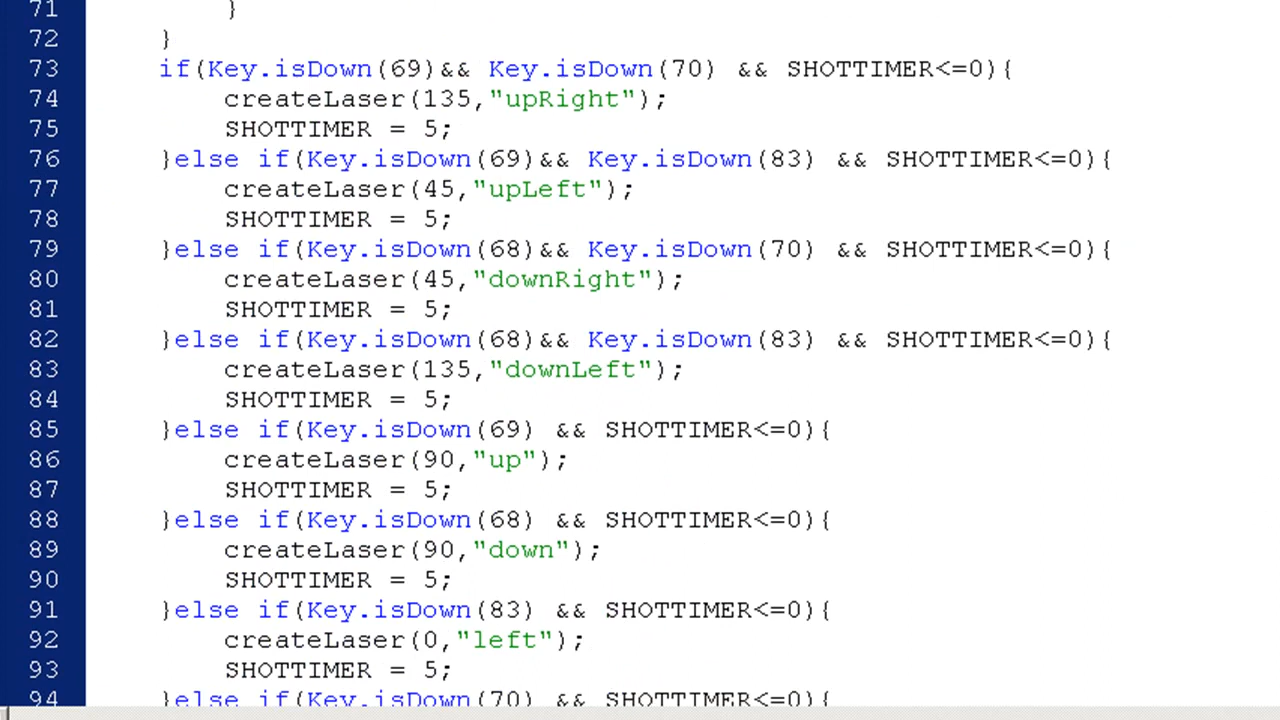 71 }
72 }
73 if(Key.isDown(69)&& Key.isDown(70) && SHOTTIMER<=0){
74 createLaser(135,"upRight");
75 SHOTTIMER = 5;
76 }else if(Key.isDown(69)&& Key.isDown(83) && SHOTTIMER<=0){
77 createLaser(45,"upLeft");
78 SHOTTIMER = 5;
79 }else if(Key.isDown(68)&& Key.isDown(70) && SHOTTIMER<=0){
80 createLaser(45,"downRight");
81 SHOTTIMER = 5;
82 }else if(Key.isDown(68)&& Key.isDown(83) && SHOTTIMER<=0){
83 createLaser(135,"downLeft");
84 SHOTTIMER = 5;
85 }else if(Key.isDown(69) && SHOTTIMER<=0){
86 createLaser(90,"up");
87 SHOTTIMER = 5;
88 }else if(Key.isDown(68) && SHOTTIMER<=0){
89 createLaser(90,"down");
90 SHOTTIMER = 5;
91 }else if(Key.isDown(83) && SHOTTIMER<=0){
92 createLaser(0,"left");
93 SHOTTIMER = 5;
94 }else if(Key.isDown(70) && SHOTTIMER<=0){